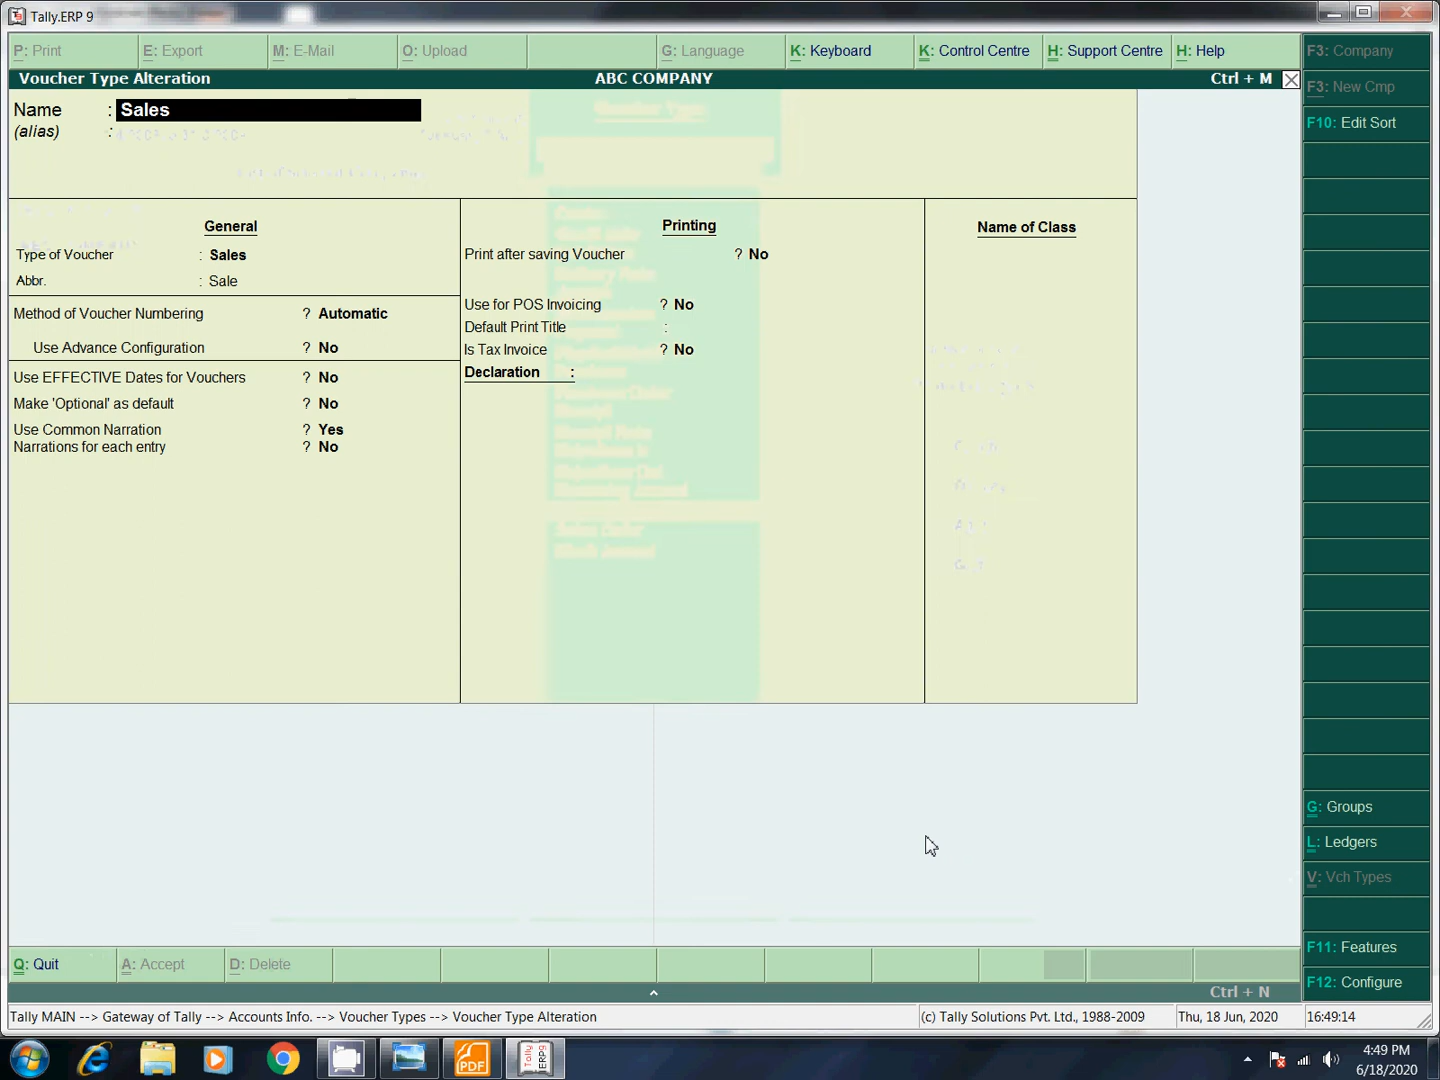 Tally.ERP 9
P: Print
E: Export
M: E-Mail
O: Upload
G: Language
K: Keyboard
K: Control Centre
H: Support Centre
H: Help
Voucher Type Alteration
ABC COMPANY
Ctrl + M
Name : Sales
(alias) :
General
Type of Voucher : Sales
Abbr. : Sale
Method of Voucher Numbering ? Automatic
Use Advance Configuration ? No
Use EFFECTIVE Dates for Vouchers ? No
Make 'Optional' as default ? No
Use Common Narration ? Yes
Narrations for each entry ? No
Printing
Print after saving Voucher ? No
Use for POS Invoicing ? No
Default Print Title :
Is Tax Invoice ? No
Declaration :
Name of Class
F3: Company
F3: New Cmp
F10: Edit Sort
G: Groups
L: Ledgers
V: Vch Types
F11: Features
F12: Configure
Q: Quit
A: Accept
D: Delete
Ctrl + N
Tally MAIN --> Gateway of Tally --> Accounts Info. --> Voucher Types --> Voucher Type Alteration
(c) Tally Solutions Pvt. Ltd., 1988-2009
Thu, 18 Jun, 2020
16:49:14
PDF
Tally
ERP9
4:49 PM
6/18/2020